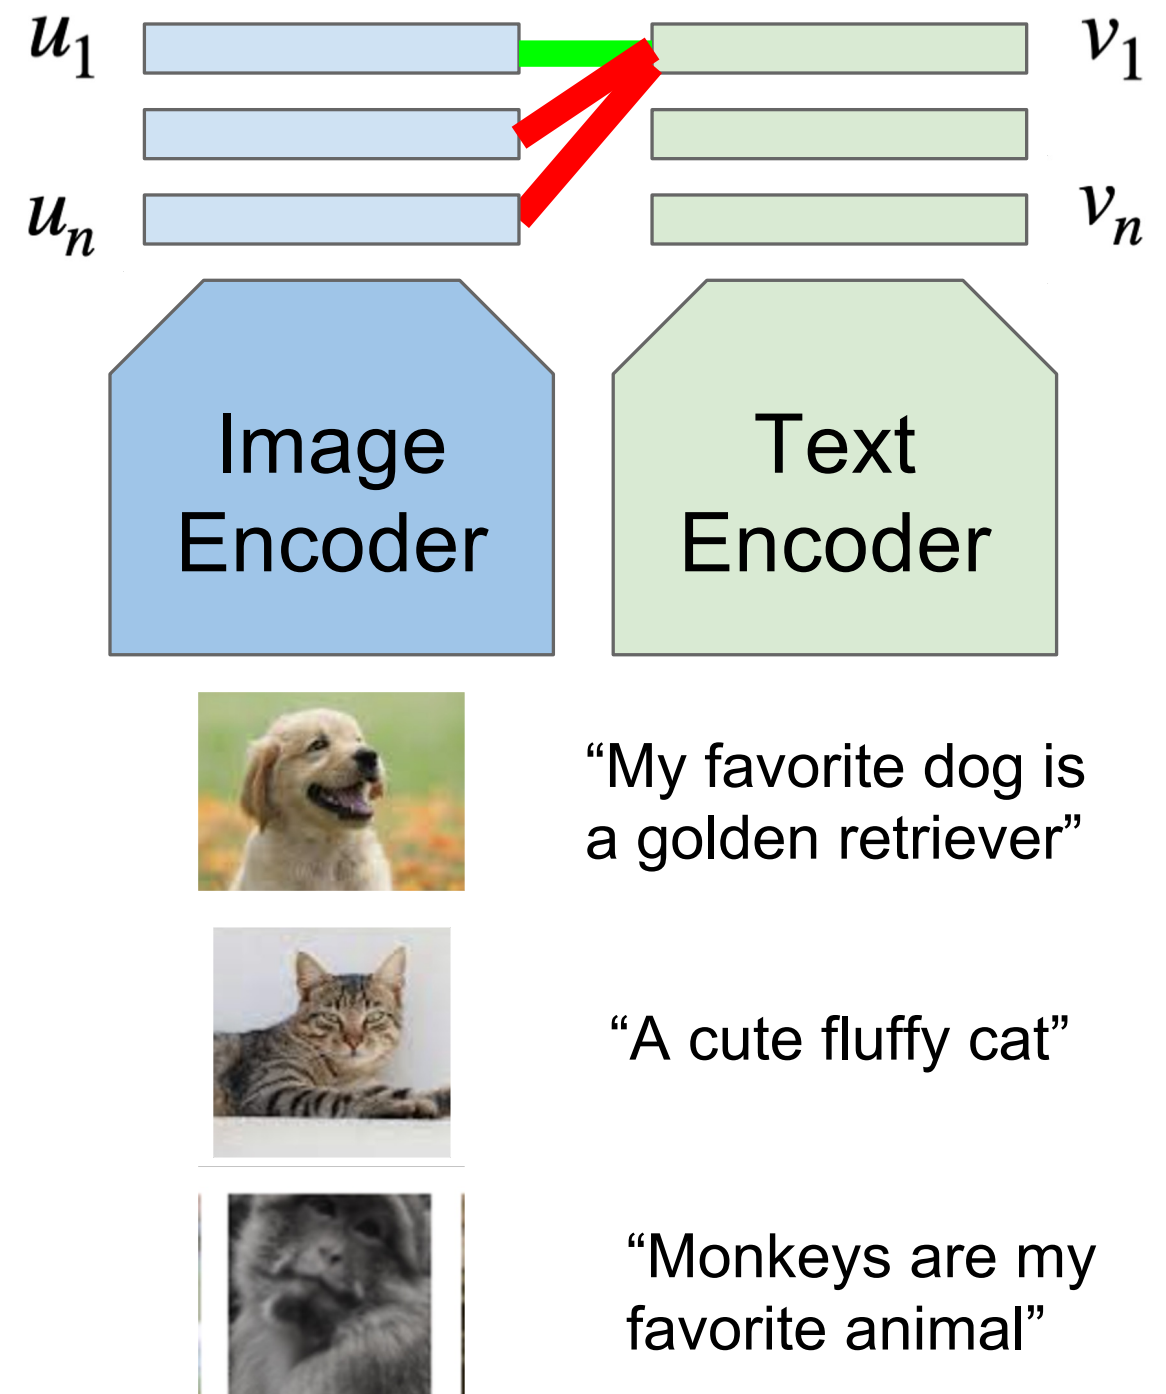 u1 v1
un vn
Image Text
Encoder Encoder
“My favorite dog is
a golden retriever”
“A cute fluffy cat”
“Monkeys are my
favorite animal”